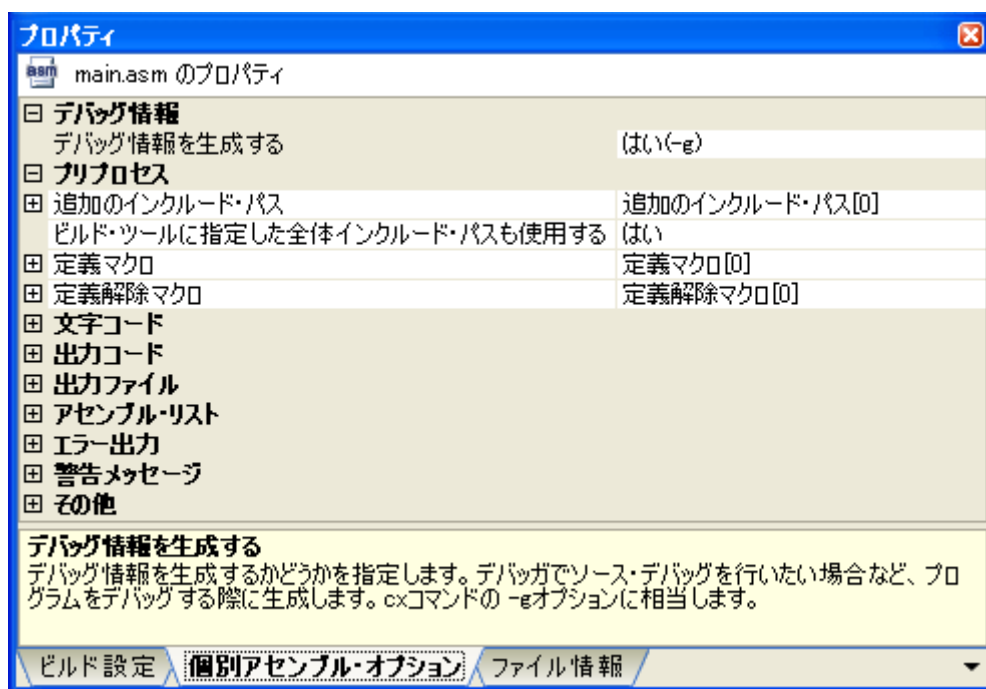 プロパティ
asm main.asm のプロパティ
デバッグ情報
デバッグ情報を生成する はい(-g)
プリプロセス
追加のインクルード・パス 追加のインクルード・パス[0]
ビルド・ツールに指定した全体インクルード・パスも使用する はい
定義マクロ 定義マクロ[0]
定義解除マクロ 定義解除マクロ[0]
文字コード
出力コード
出力ファイル
アセンブル・リスト
エラー出力
警告メッセージ
その他
デバッグ情報を生成する
デバッグ情報を生成するかどうかを指定します。デバッガでソース・デバッグを行いたい場合など、プロ
グラムをデバッグする際に生成します。cxコマンドの -gオプションに相当します。
ビルド設定 個別アセンブル・オプション ファイル情報